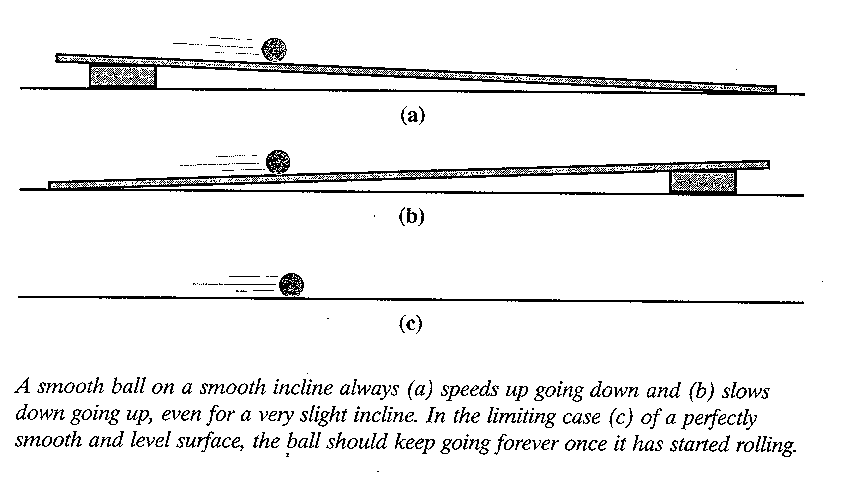 (a)
(b)
(c)
A smooth ball on a smooth incline always (a) speeds up going down and (b) slows
down going up, even for a very slight incline. In the limiting case (c) of a perfectly
smooth and level surface, the ball should keep going forever once it has started rolling.